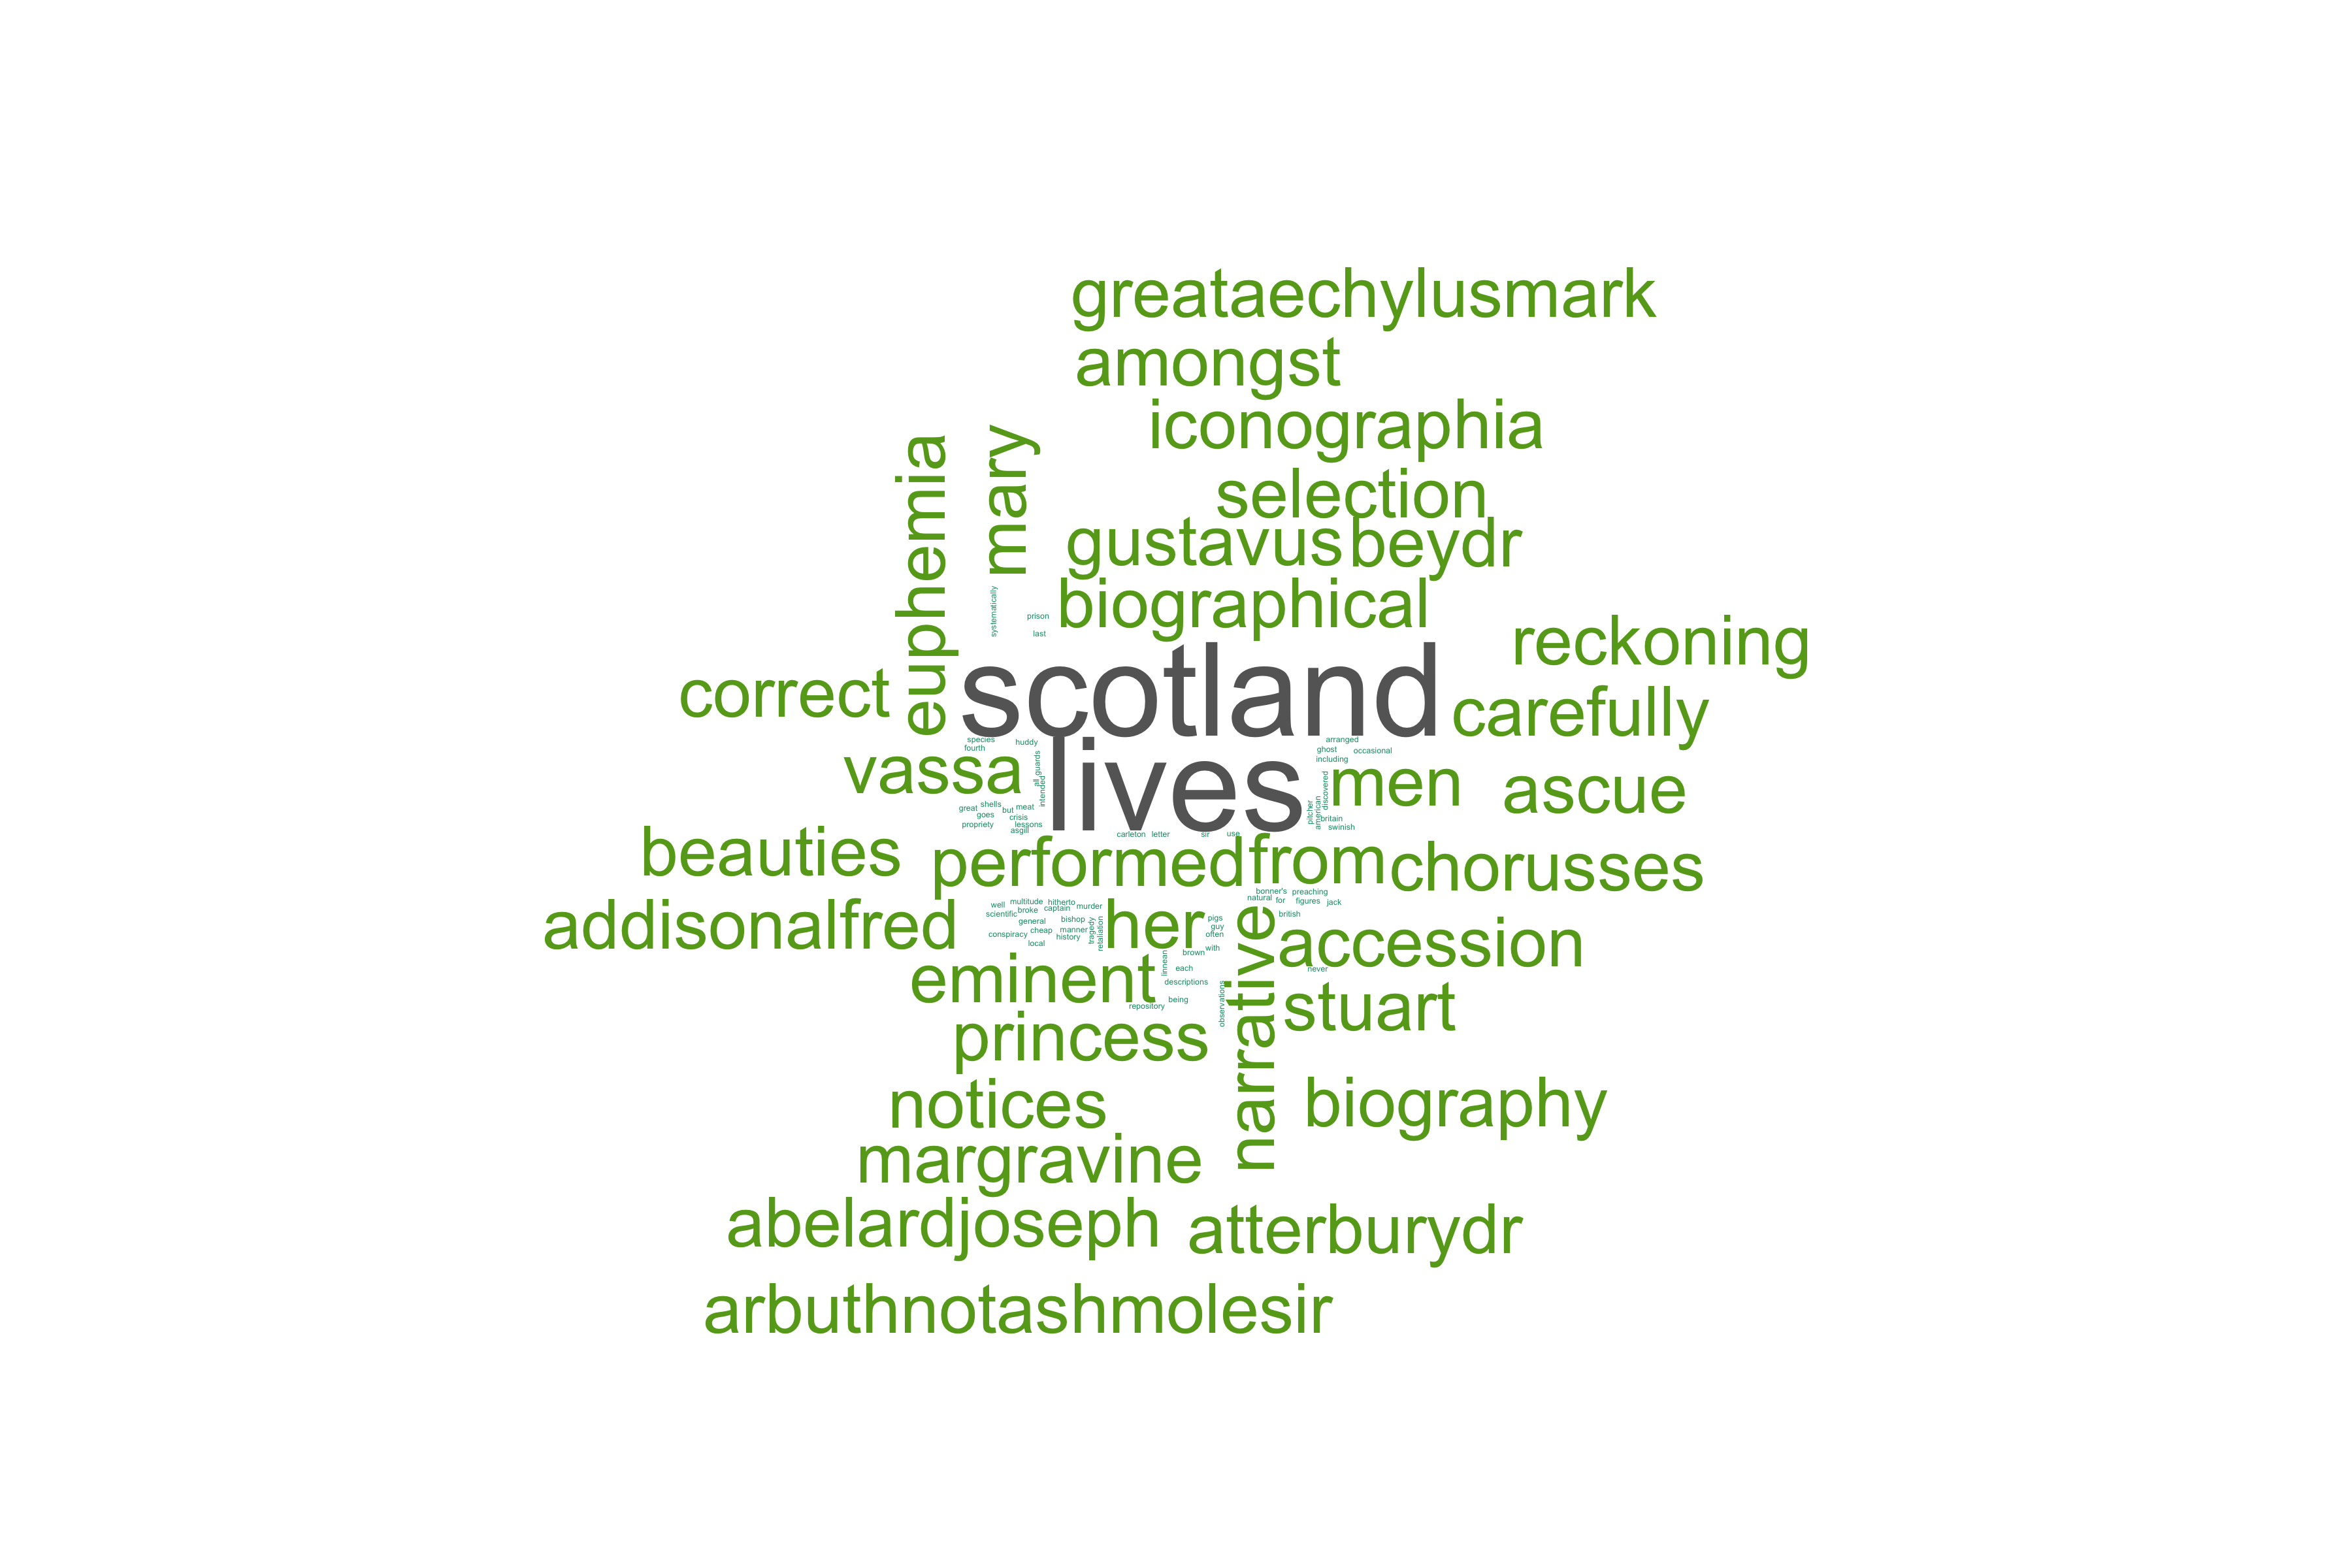 greataechylusmark
amongst
iconographia
mary
euphemia
selection
gustavus beydr
systematically
prison
biographical
last
reckoning
scotland
correct
carefully
species
huddy
arranged
fourth
ghost
occasional
guards
including
vassa
lives
men
ascue
all
intended
discovered
great
shells
but
meat
pitcher
american
goes
crisis
britain
propriety
lessons
swinish
asgill
carleton
letter
sir
use
beauties
performed
from
chorusses
bonner's
preaching
natural
for
figures
jack
well
multitude
hitherto
scientific
broke
captain
murder
british
addisonalfred
general
bishop
her
pigs
tragedy
retaliation
guy
conspiracy
cheap
manner
history
often
local
accession
brown
with
linnean
each
never
eminent
descriptions
narrative
being
repository
observations
stuart
princess
notices
biography
margravine
abelardjoseph
atterburydr
arbuthnotashmolesir